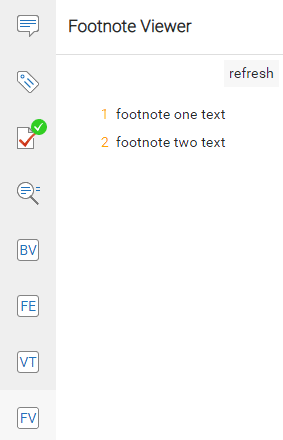 Footnote Viewer
refresh
1 footnote one text
2 footnote two text
BV
FE
VT
FV